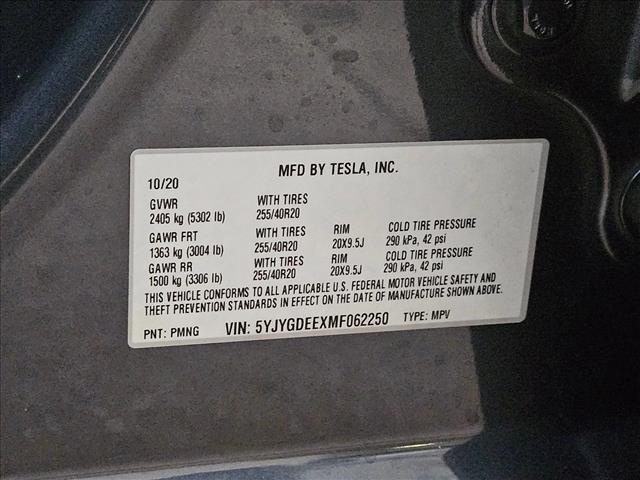 MFD BY TESLA, INC.
10/20
GVWR WITH TIRES
2405 kg (5302 lb) 255/40R20
GAWR FRT WITH TIRES RIM COLD TIRE PRESSURE
1363 kg (3004 lb) 255/40R20 20X9.5J 290 kPa, 42 psi
GAWR RR WITH TIRES RIM COLD TIRE PRESSURE
1500 kg (3306 lb) 255/40R20 20X9.5J 290 kPa, 42 psi
THIS VEHICLE CONFORMS TO ALL APPLICABLE U.S. FEDERAL MOTOR VEHICLE SAFETY AND
THEFT PREVENTION STANDARDS IN EFFECT ON THE DATE OF MANUFACTURE SHOWN ABOVE.
PNT: PMNG VIN: 5YJYGDEEXMF062250 TYPE: MPV